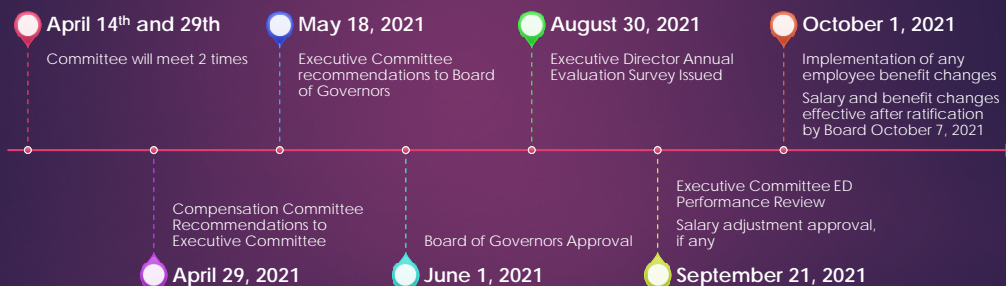 April 14th and 29th
Committee will meet 2 times
May 18, 2021
Executive Committee
recommendations to Board
of Governors
August 30, 2021
Executive Director Annual
Evaluation Survey Issued
October 1, 2021
Implementation of any
employee benefit changes
Salary and benefit changes
effective after ratification
by Board October 7, 2021
Compensation Committee
Recommendations to
Executive Committee
April 29, 2021
Board of Governors Approval
June 1, 2021
Executive Committee ED
Performance Review
Salary adjustment approval,
if any
September 21, 2021